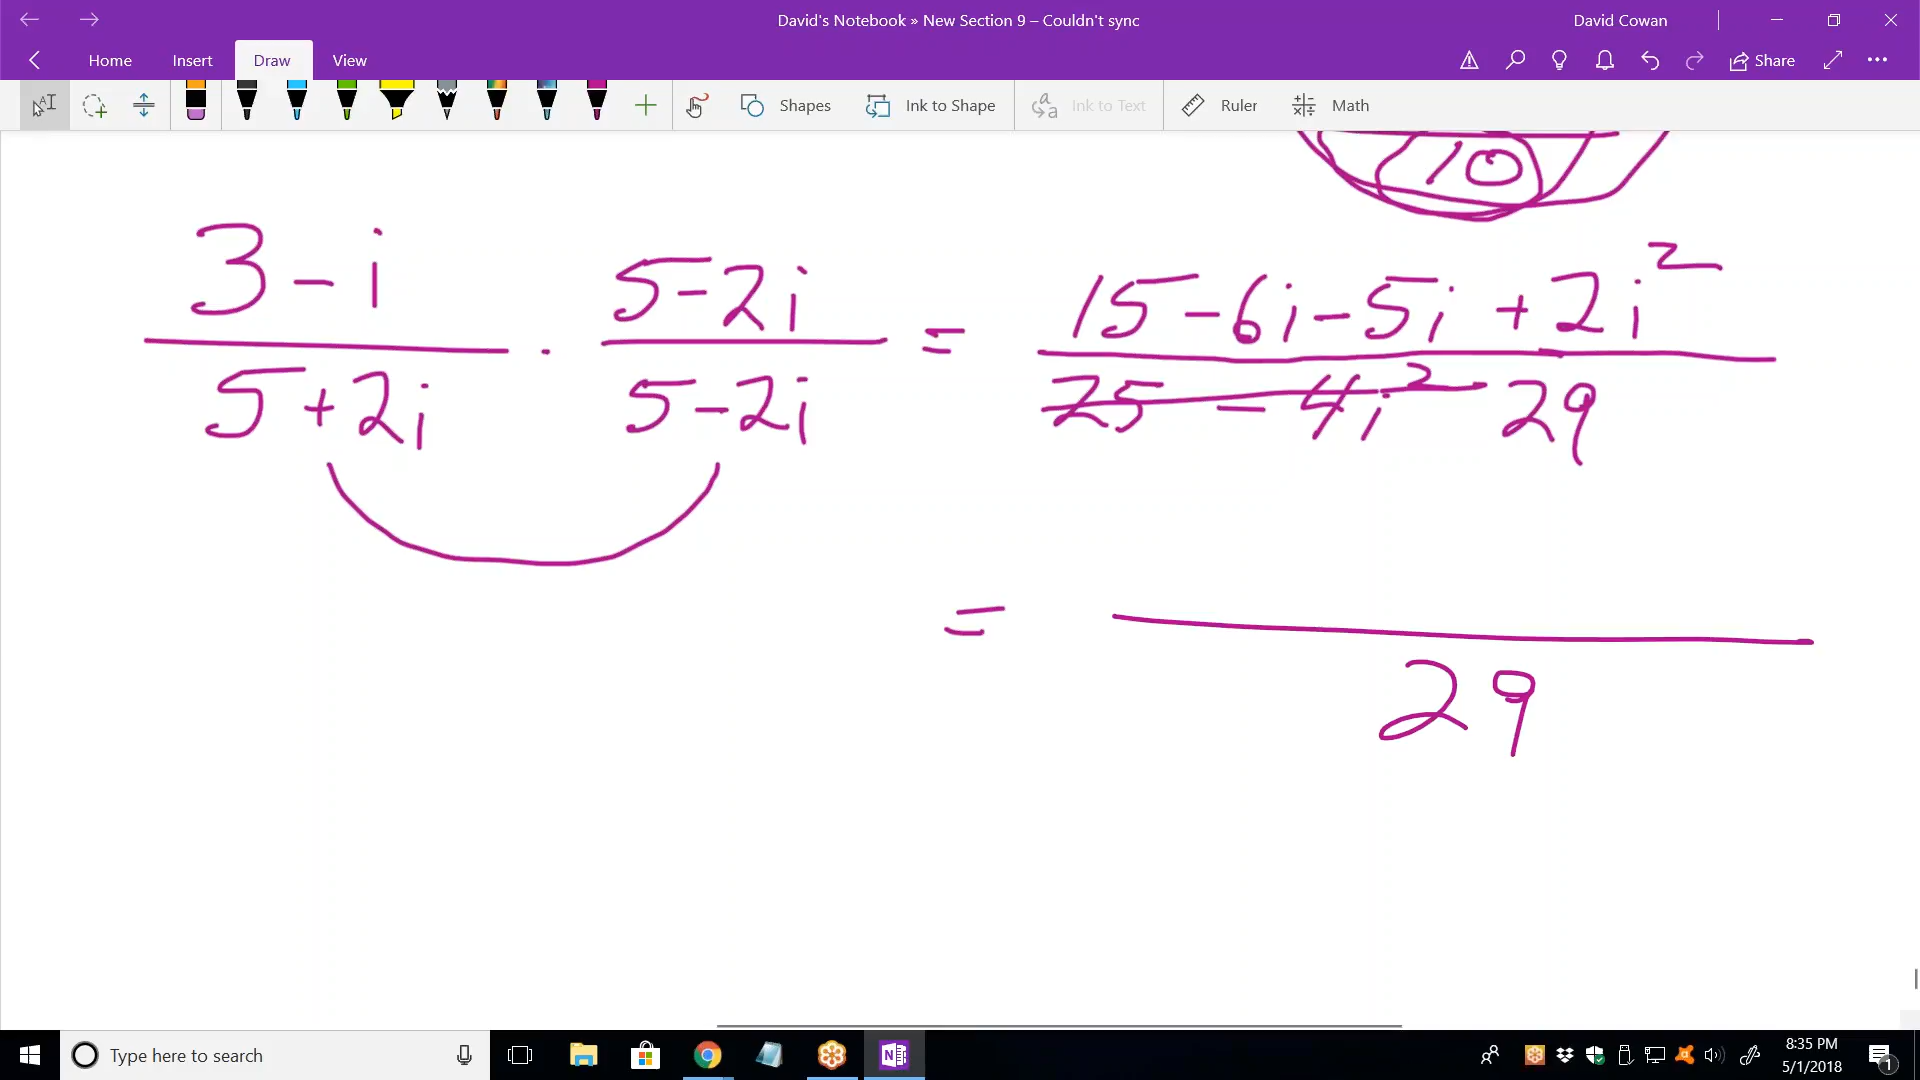 David's Notebook » New Section 9 – Couldn't sync
David Cowan
Home Insert Draw View
Share
Shapes Ink to Shape Ink to Text Ruler Math
10
3 - i 5 - 2i = 15 - 6i - 5i + 2i²
5 + 2i · 5 - 2i 25 - 4i² 29
=
29
Type here to search
8:35 PM
5/1/2018
1